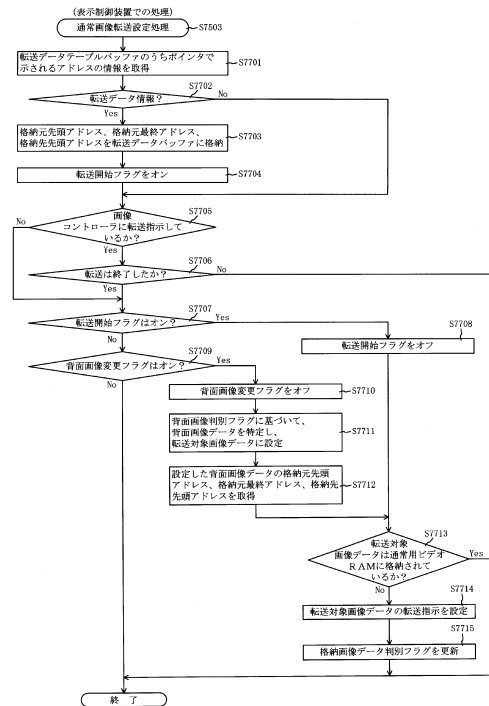 (表示制御装置での処理)
通常画像転送設定処理
S7503
転送データテーブルバッファのうちポインタで
示されるアドレスの情報を取得
S7701
S7702
転送データ情報?
No
Yes
格納元先頭アドレス、格納元最終アドレス、
格納先先頭アドレスを転送データバッファに格納
S7703
転送開始フラグをオン
S7704
S7705
画像
コントローラに転送指示して
いるか?
No
Yes
S7706
転送は終了したか?
No
Yes
S7707
転送開始フラグはオン?
Yes
No
S7708
転送開始フラグをオフ
S7709
背面画像変更フラグはオン?
Yes
No
背面画像変更フラグをオフ
S7710
背面画像判別フラグに基づいて、
背面画像データを特定し、
転送対象画像データに設定
S7711
設定した背面画像データの格納元先頭
アドレス、格納元最終アドレス、格納先
先頭アドレスを取得
S7712
S7713
転送対象
画像データは通常用ビデオ
RAMに格納されて
いるか?
Yes
No
S7714
転送対象画像データの転送指示を設定
S7715
格納画像データ判別フラグを更新
終 了